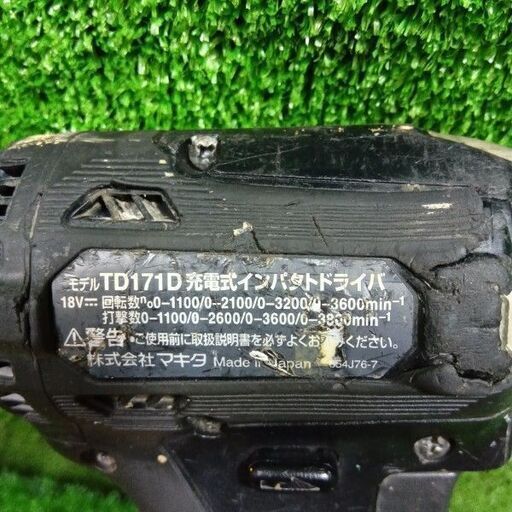 モデル TD171D 充電式インパクトドライバ
18V⎓ 回転数n0 0-1100/0-2100/0-3200/0-3600min-1
打撃数0-1100/0-2600/0-3600/0-3800min-1
⚠警告 ・ご使用前に取扱説明書を必ずよくお読みください。
株式会社マキタ Made in Japan 864J76-7